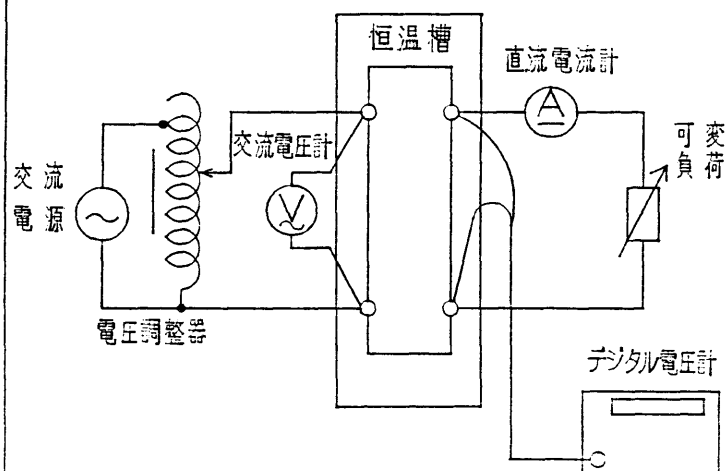 恒温槽
直流電流計
A
交流電圧計
V
可変
負荷
交流
電源
電圧調整器
デジタル電圧計